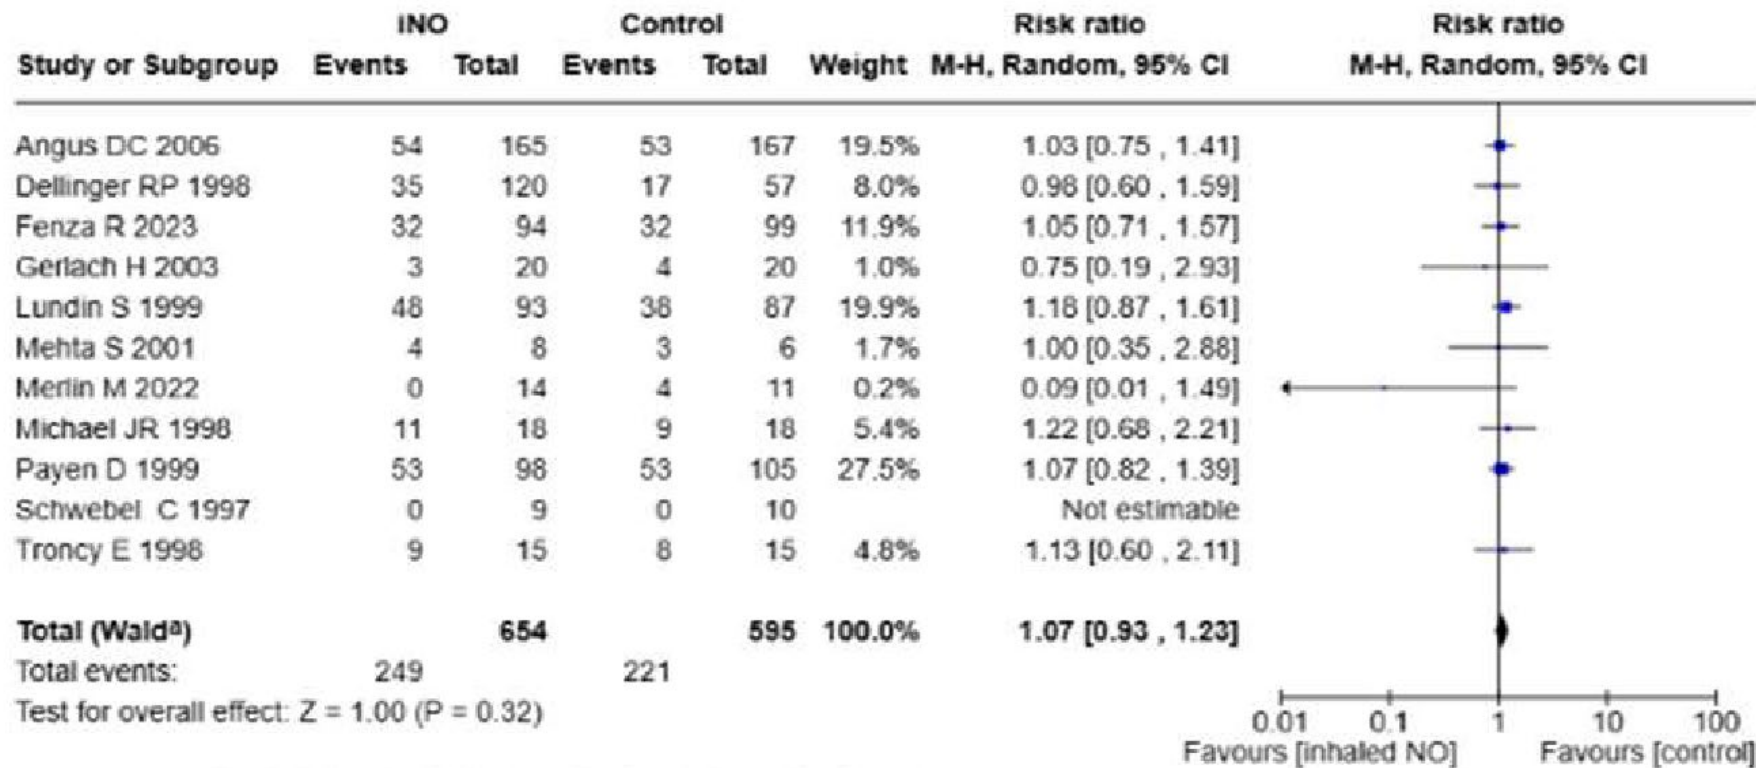 iNO Control Risk ratio Risk ratio
Study or Subgroup Events Total Events Total Weight M-H, Random, 95% CI M-H, Random, 95% CI
Angus DC 2006 54 165 53 167 19.5% 1.03 [0.75 , 1.41]
Dellinger RP 1998 35 120 17 57 8.0% 0.98 [0.60 , 1.59]
Fenza R 2023 32 94 32 99 11.9% 1.05 [0.71 , 1.57]
Gerlach H 2003 3 20 4 20 1.0% 0.75 [0.19 , 2.93]
Lundin S 1999 48 93 38 87 19.9% 1.18 [0.87 , 1.61]
Mehta S 2001 4 8 3 6 1.7% 1.00 [0.35 , 2.88]
Merlin M 2022 0 14 4 11 0.2% 0.09 [0.01 , 1.49]
Michael JR 1998 11 18 9 18 5.4% 1.22 [0.68 , 2.21]
Payen D 1999 53 98 53 105 27.5% 1.07 [0.82 , 1.39]
Schwebel C 1997 0 9 0 10 Not estimable
Troncy E 1998 9 15 8 15 4.8% 1.13 [0.60 , 2.11]
Total (Waldª) 654 595 100.0% 1.07 [0.93 , 1.23]
Total events: 249 221
Test for overall effect: Z = 1.00 (P = 0.32)
0.01 0.1 1 10 100
Favours [inhaled NO] Favours [control]